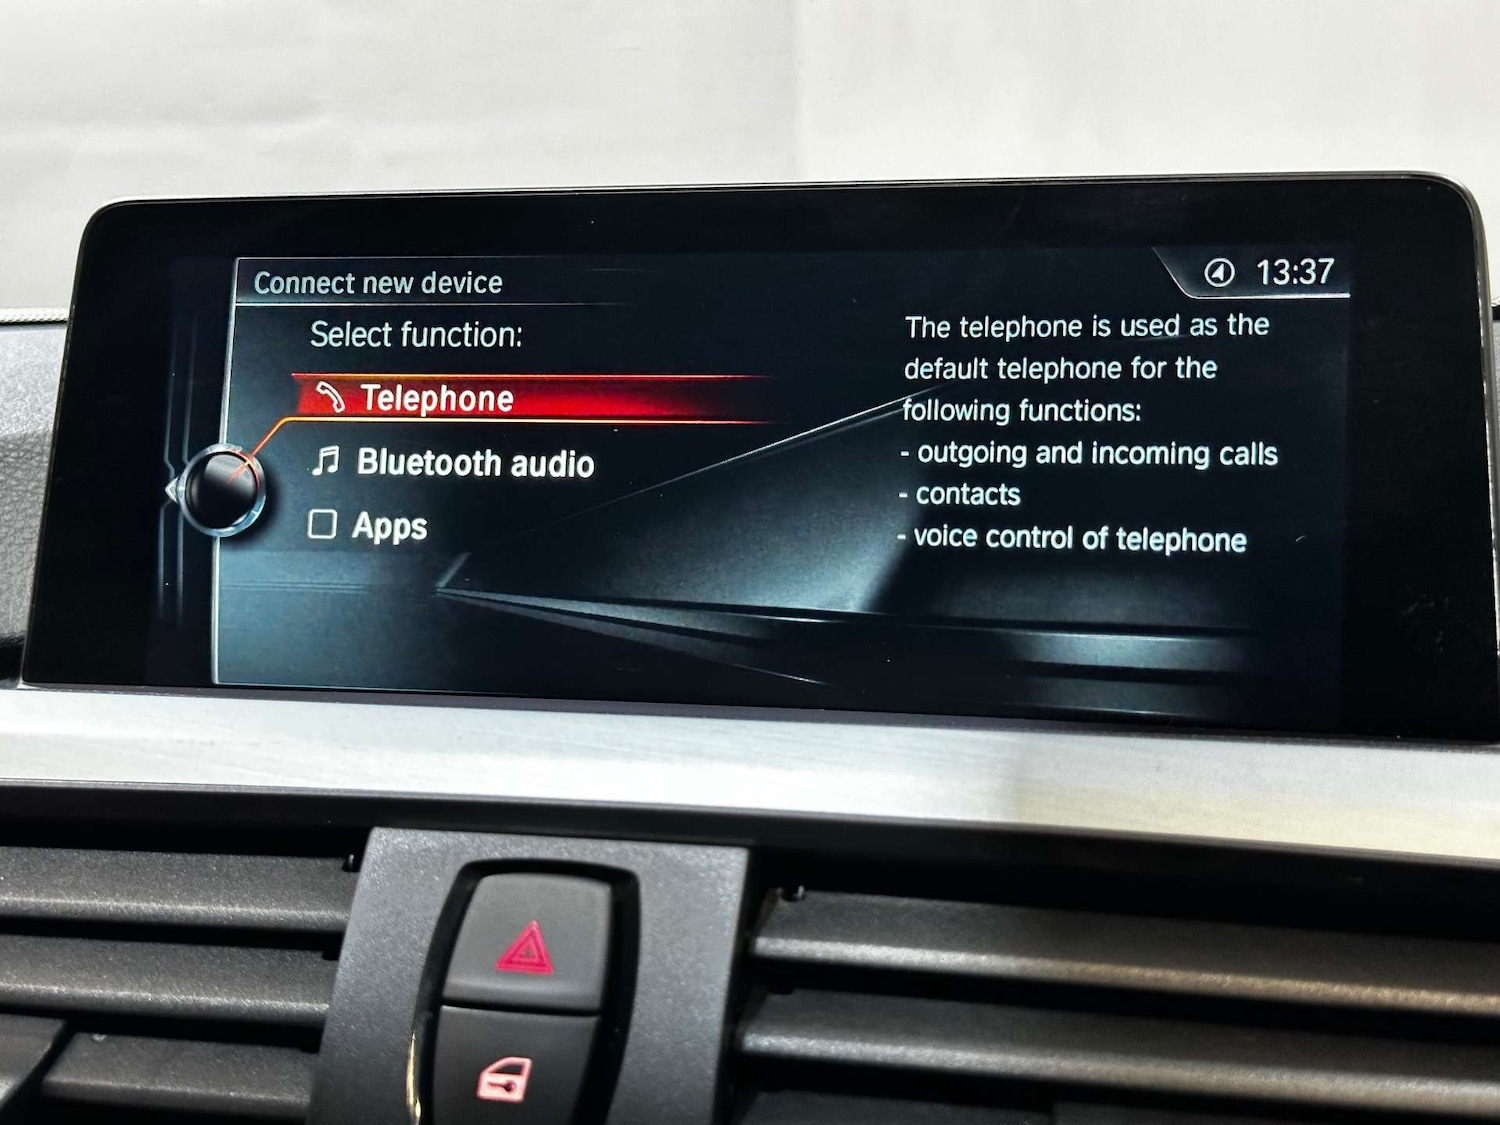 Connect new device
13:37
Select function:
Telephone
Bluetooth audio
Apps
The telephone is used as the
default telephone for the
following functions:
- outgoing and incoming calls
- contacts
- voice control of telephone